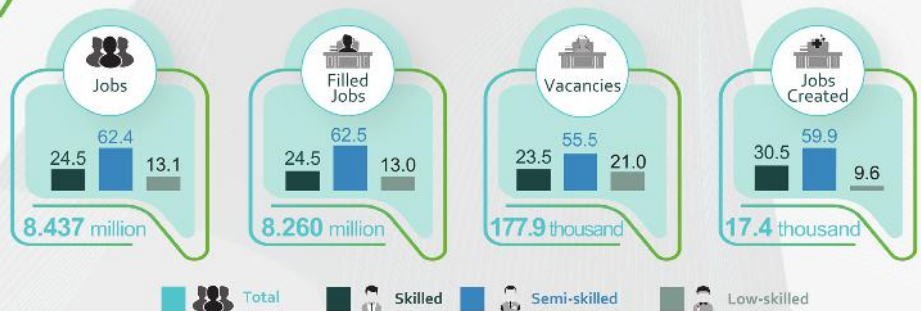 Jobs
62.4
24.5
13.1
8.437 million
Filled
Jobs
62.5
24.5
13.0
8.260 million
Vacancies
55.5
23.5
21.0
177.9 thousand
Jobs
Created
59.9
30.5
9.6
17.4 thousand
Total
Skilled
Semi-skilled
Low-skilled